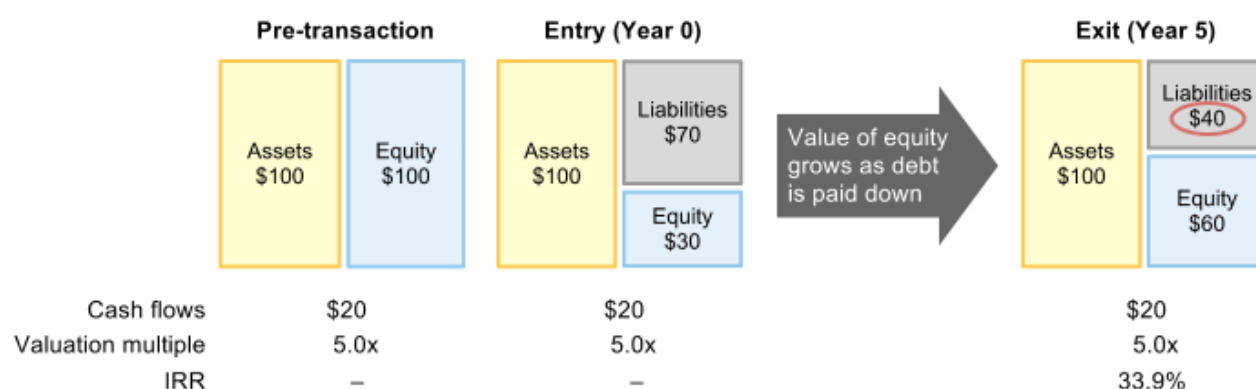 Pre-transaction
Entry (Year 0)
Exit (Year 5)
Assets
$100
Equity
$100
Assets
$100
Liabilities
$70
Equity
$30
Value of equity
grows as debt
is paid down
Assets
$100
Liabilities
$40
Equity
$60
Cash flows $20 $20 $20
Valuation multiple 5.0x 5.0x 5.0x
IRR – – 33.9%